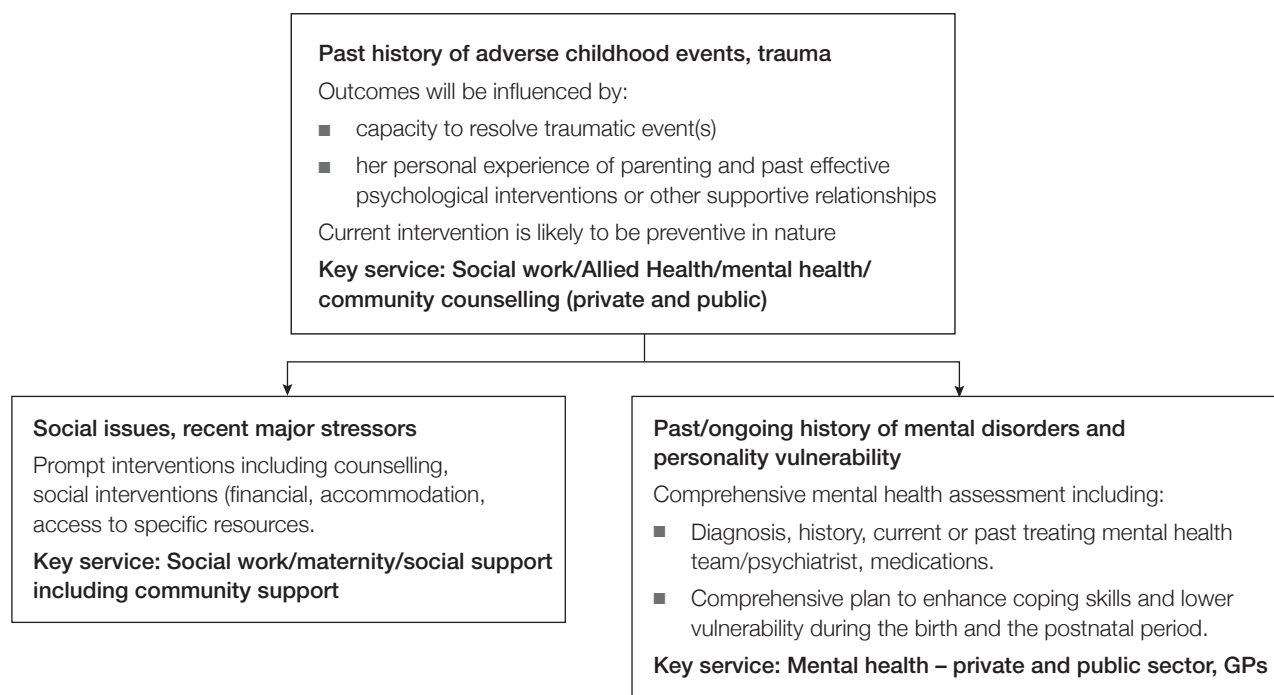 Past history of adverse childhood events, trauma
Outcomes will be influenced by:
■ capacity to resolve traumatic event(s)
■ her personal experience of parenting and past effective
psychological interventions or other supportive relationships
Current intervention is likely to be preventive in nature
Key service: Social work/Allied Health/mental health/
community counselling (private and public)
Social issues, recent major stressors
Prompt interventions including counselling,
social interventions (financial, accommodation,
access to specific resources.
Key service: Social work/maternity/social support
including community support
Past/ongoing history of mental disorders and
personality vulnerability
Comprehensive mental health assessment including:
■ Diagnosis, history, current or past treating mental health
team/psychiatrist, medications.
■ Comprehensive plan to enhance coping skills and lower
vulnerability during the birth and the postnatal period.
Key service: Mental health – private and public sector, GPs